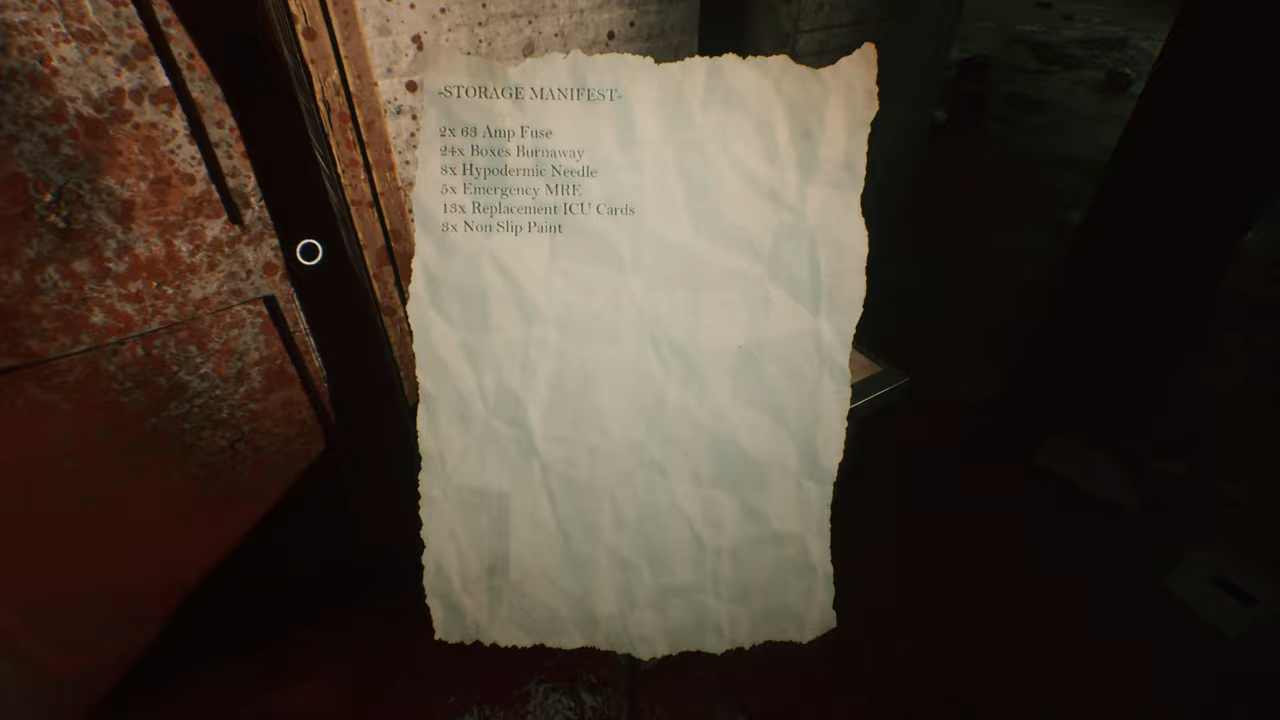 -STORAGE MANIFEST-
2x 63 Amp Fuse
24x Boxes Burnaway
8x Hypodermic Needle
5x Emergency MRE
13x Replacement ICU Cards
3x Non Slip Paint